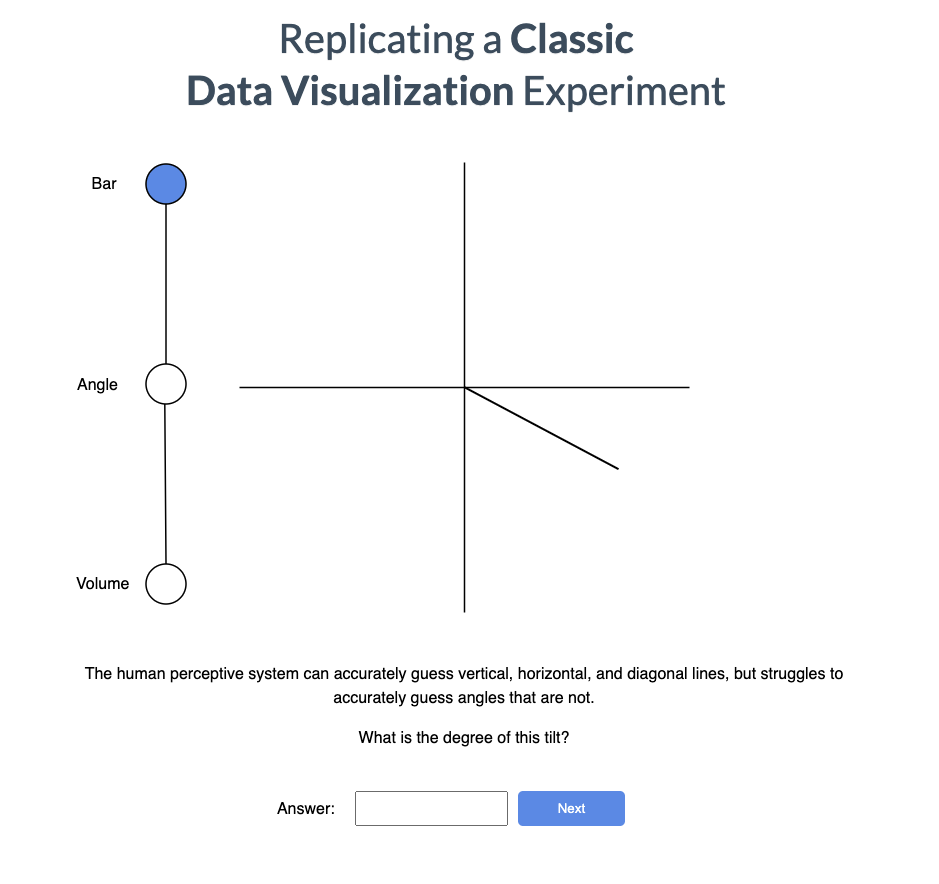 Replicating a Classic
Data Visualization Experiment
Bar
Angle
Volume
The human perceptive system can accurately guess vertical, horizontal, and diagonal lines, but struggles to
accurately guess angles that are not.
What is the degree of this tilt?
Answer:
Next